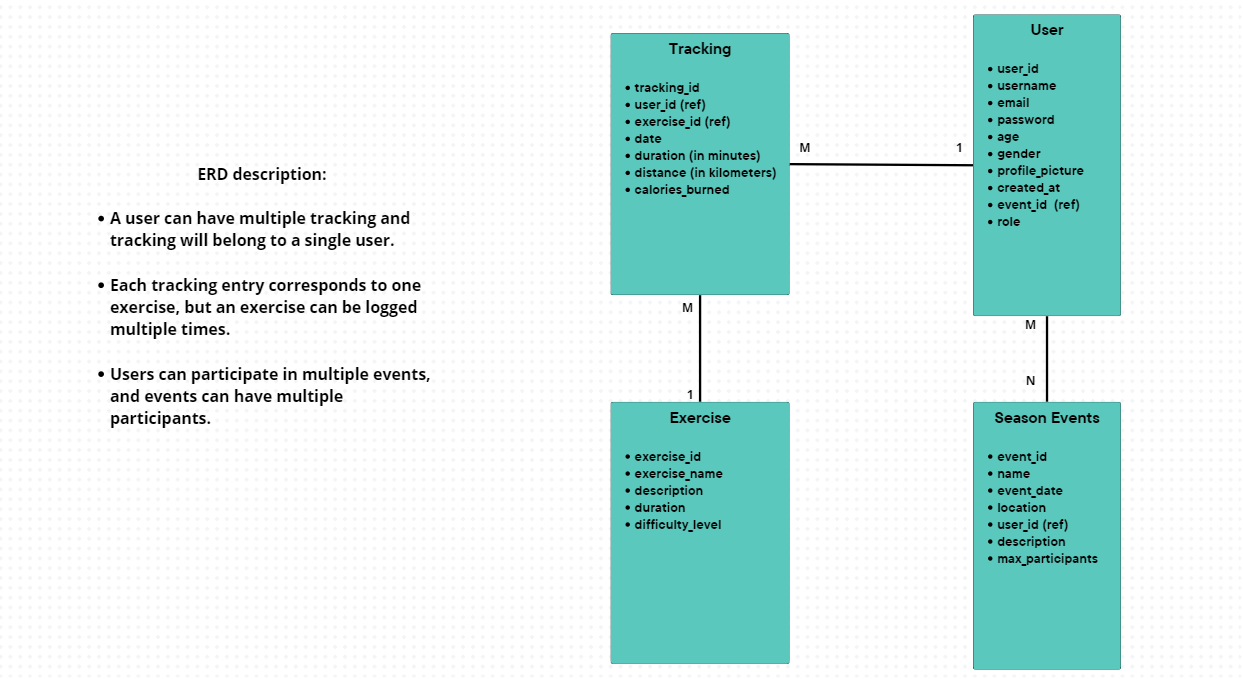 ERD description:
• A user can have multiple tracking and
tracking will belong to a single user.
• Each tracking entry corresponds to one
exercise, but an exercise can be logged
multiple times.
• Users can participate in multiple events,
and events can have multiple
participants.
Tracking
• tracking_id
• user_id (ref)
• exercise_id (ref)
• date
• duration (in minutes)
• distance (in kilometers)
• calories_burned
M
1
User
• user_id
• username
• email
• password
• age
• gender
• profile_picture
• created_at
• event_id (ref)
• role
M
1
M
N
Exercise
• exercise_id
• exercise_name
• description
• duration
• difficulty_level
Season Events
• event_id
• name
• event_date
• location
• user_id (ref)
• description
• max_participants